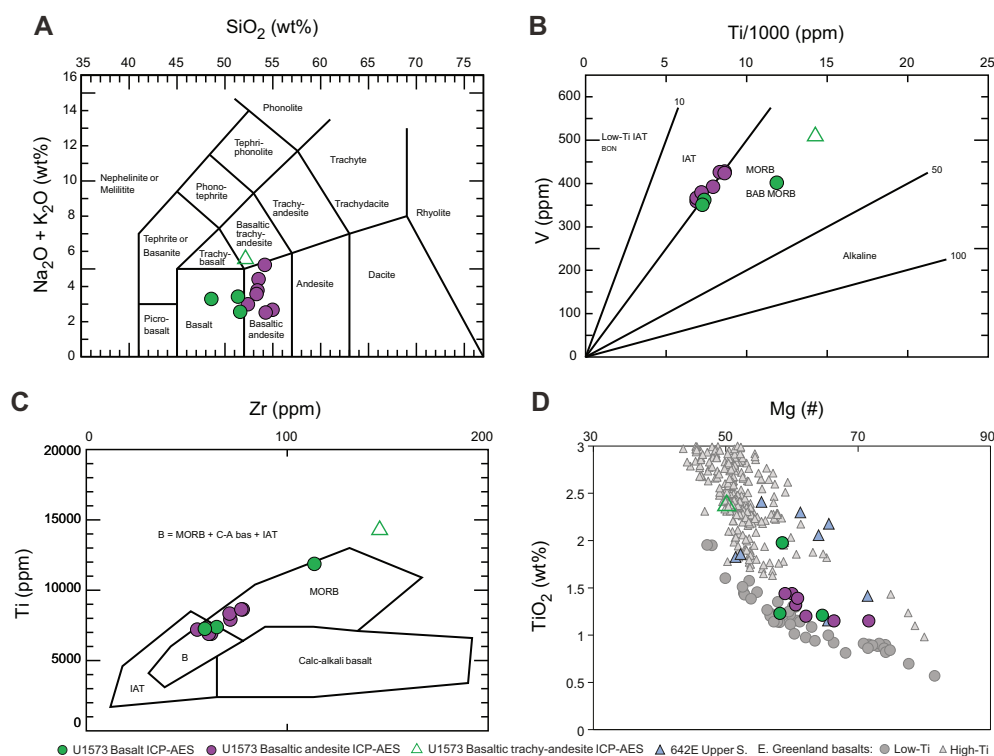 A
SiO2 (wt%)
35 45 50 55 60 65 70 75
16
14
12
10
8
6
4
2
0
Na2O + K2O (wt%)
Phonolite
Tephri-
phonolite
Trachyte
Nephelinite or
Melilitite
Phono-
tephrite
Trachy-
andesite
Trachydacite
Rhyolite
Tephrite or
Basanite
Basaltic
trachy-
andesite
Trachy-
basalt
Andesite
Dacite
Picro-
basalt
Basalt
Basaltic
andesite
B
Ti/1000 (ppm)
0 5 10 15 20 25
600
500
400
300
200
100
0
V (ppm)
10
Low-Ti IAT
BON
IAT
MORB
BAB MORB
50
Alkaline
100
C
Zr (ppm)
0 100 200
20000
15000
10000
5000
0
Ti (ppm)
B = MORB + C-A bas + IAT
MORB
B
IAT
Calc-alkali basalt
D
Mg (#)
30 50 70 90
3
2.5
2
1.5
1
0.5
0
TiO2 (wt%)
U1573 Basalt ICP-AES U1573 Basaltic andesite ICP-AES U1573 Basaltic trachy-andesite ICP-AES 642E Upper S. E. Greenland basalts: Low-Ti High-Ti